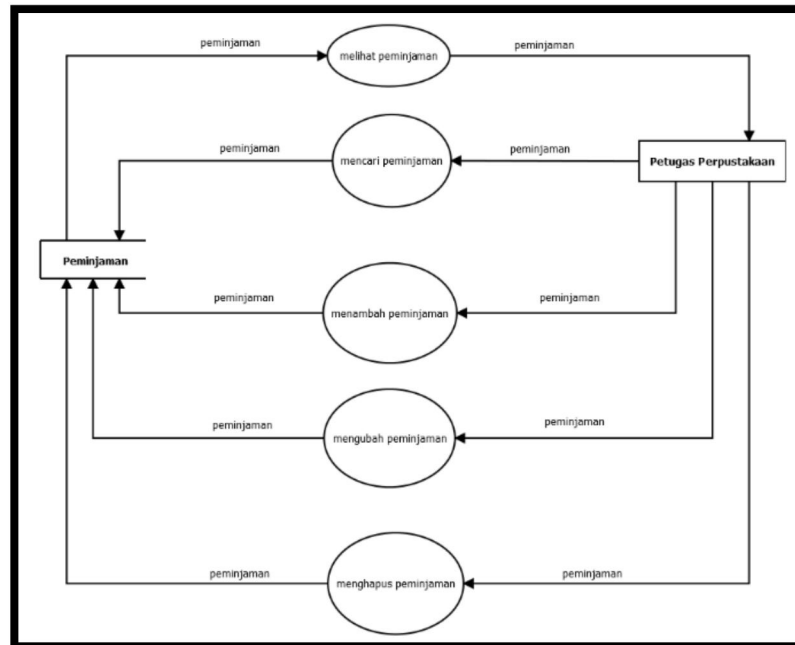 peminjaman
melihat peminjaman
peminjaman
peminjaman
mencari peminjaman
peminjaman
Petugas Perpustakaan
Peminjaman
peminjaman
menambah peminjaman
peminjaman
peminjaman
mengubah peminjaman
peminjaman
peminjaman
menghapus peminjaman
peminjaman